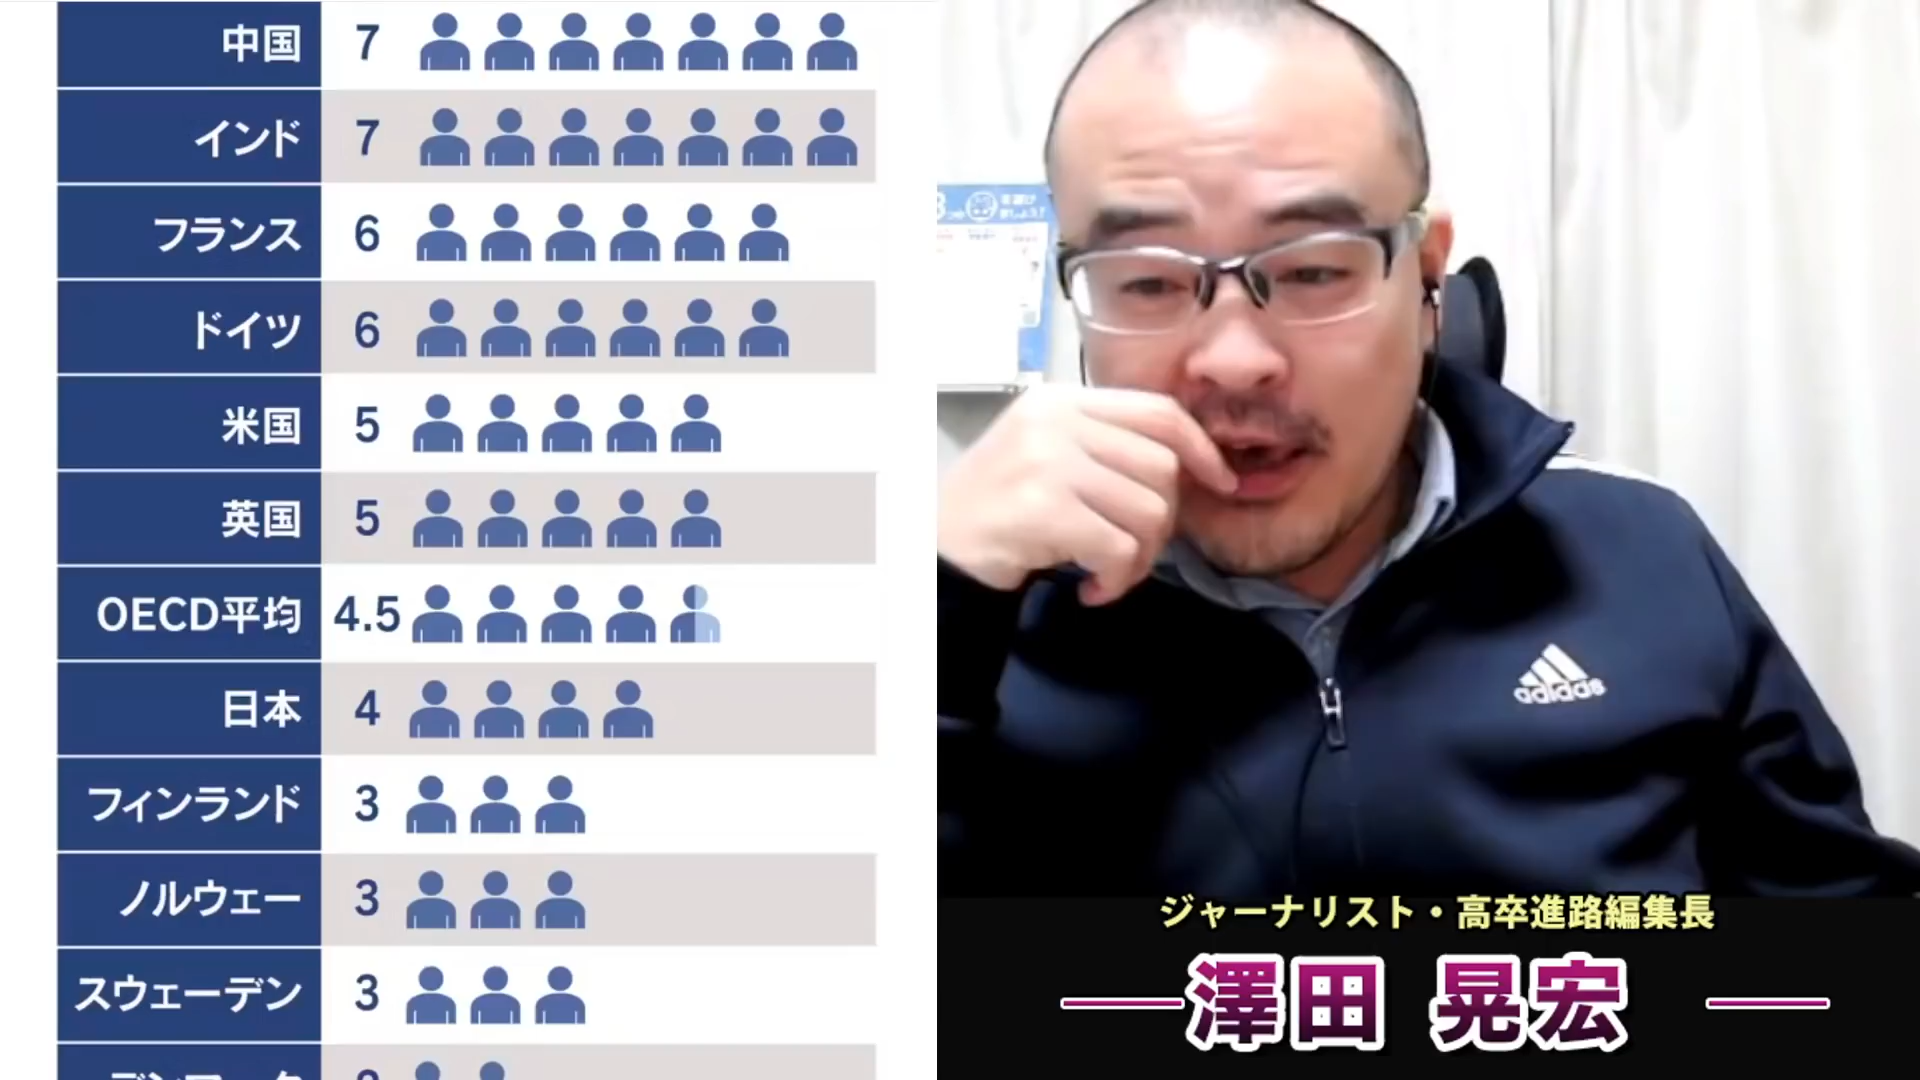 中国 7
インド 7
フランス 6
ドイツ 6
米国 5
英国 5
OECD平均 4.5
日本 4
フィンランド 3
ノルウェー 3
スウェーデン 3
adidas
ジャーナリスト・高卒進路編集長
澤田 晃宏